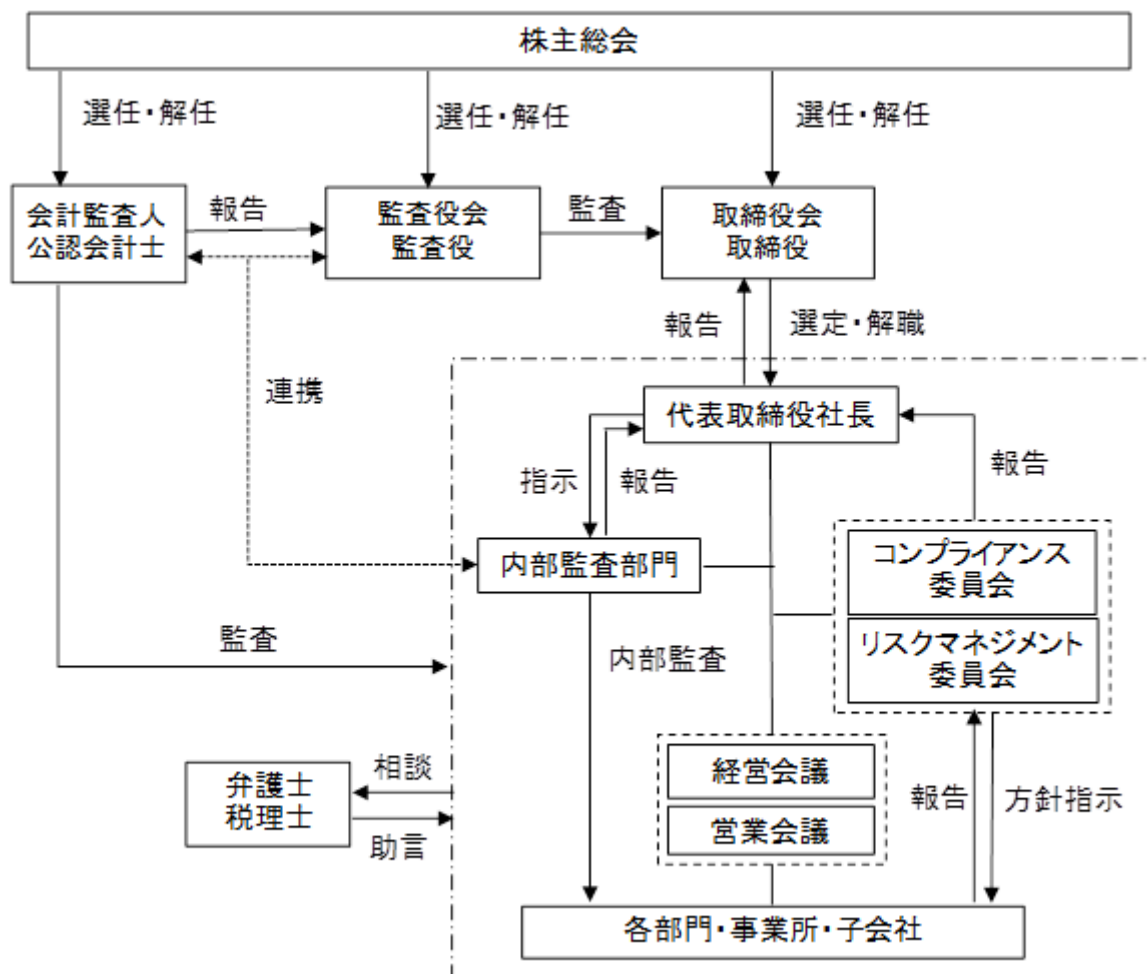 株主総会
選任・解任
選任・解任
選任・解任
会計監査人
公認会計士
報告
監査役会
監査役
監査
取締役会
取締役
報告
選定・解職
連携
代表取締役社長
指示
報告
報告
内部監査部門
コンプライアンス
委員会
リスクマネジメント
委員会
監査
内部監査
弁護士
税理士
相談
助言
経営会議
営業会議
報告
方針指示
各部門・事業所・子会社